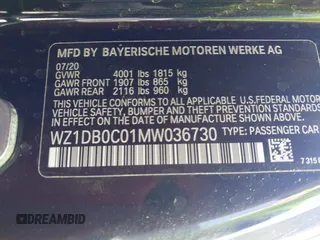 MFD BY BAYERISCHE MOTOREN WERKE AG
07/20
GVWR 4001 lbs 1815 kg
GAWR FRONT 1907 lbs 865 kg
GAWR REAR 2116 lbs 960 kg
THIS VEHICLE CONFORMS TO ALL APPLICABLE U.S. FEDERAL MOTOR
VEHICLE SAFETY, BUMPER AND THEFT PREVENTION STANDARDS
IN EFFECT ON THE DATE OF MANUFACTURE SHOWN ABOVE.
WZ1DB0C01MW036730 TYPE: PASSENGER CAR
7 315
DREAMBID